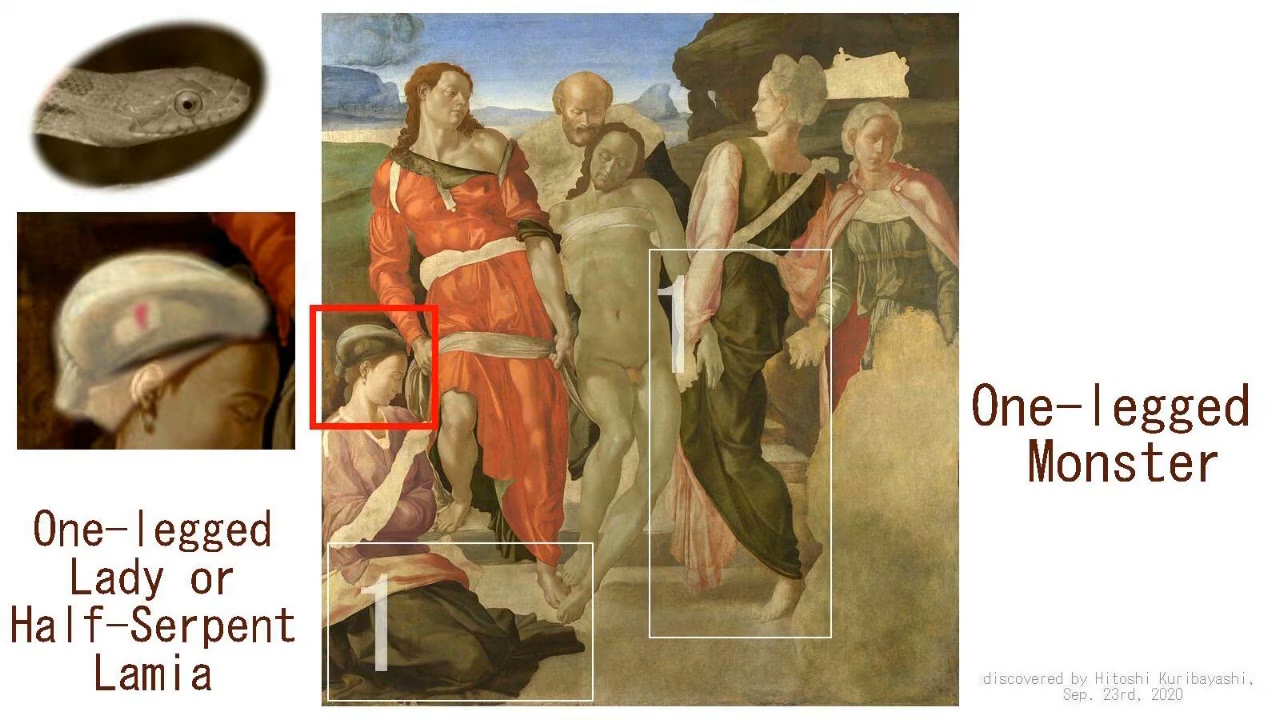 One-legged
Lady or
Half-Serpent
Lamia
1
1
One-legged
Monster
discovered by Hitoshi Kuribayashi,
Sep. 23rd, 2020